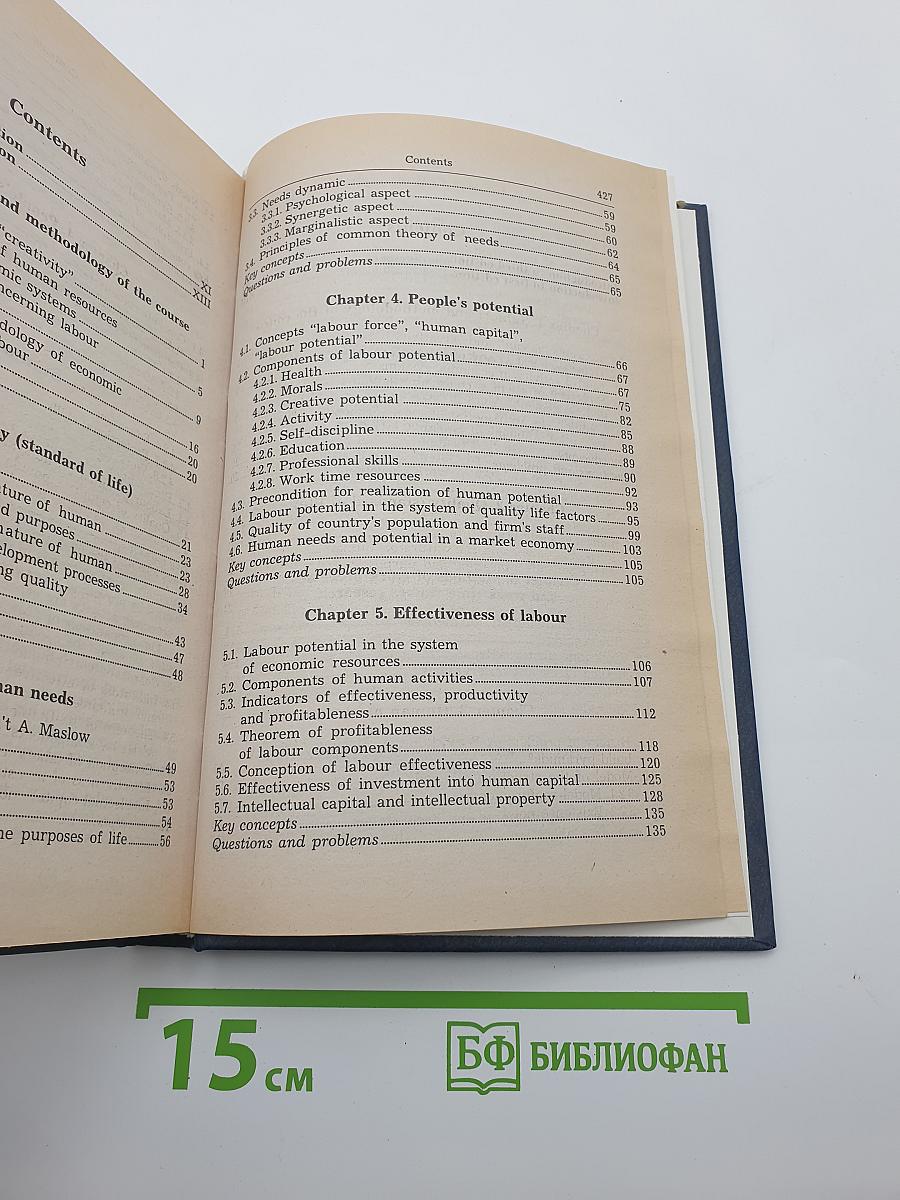 Contents
tion XI
ion XIII
nd methodology of the course
“creativity” 1
f human resources
mic systems 5
ncerning labour 9
dology of economic
bour 16
20
20
y (standard of life)
ature of human 21
d purposes 23
23
nature of human 28
elopment processes 34
ng quality
43
47
48
nan needs
't A. Maslow
49
53
53
54
ne purposes of life 56
Contents 427
3.3. Needs dynamic 59
3.3.1. Psychological aspect 59
3.3.2. Synergetic aspect 60
3.3.3. Marginalistic aspect 62
3.4. Principles of common theory of needs 64
Key concepts 65
Questions and problems 65
Chapter 4. People's potential
4.1. Concepts “labour force”, “human capital”,
“labour potential” 66
4.2. Components of labour potential 67
4.2.1. Health 67
4.2.2. Morals 75
4.2.3. Creative potential 82
4.2.4. Activity 85
4.2.5. Self-discipline 88
4.2.6. Education 89
4.2.7. Professional skills 90
4.2.8. Work time resources 92
4.3. Precondition for realization of human potential 93
4.4. Labour potential in the system of quality life factors 95
4.5. Quality of country's population and firm's staff 99
4.6. Human needs and potential in a market economy 103
Key concepts 105
Questions and problems 105
Chapter 5. Effectiveness of labour
5.1. Labour potential in the system
of economic resources 106
5.2. Components of human activities 107
5.3. Indicators of effectiveness, productivity
and profitableness 112
5.4. Theorem of profitableness
of labour components 118
5.5. Conception of labour effectiveness 120
5.6. Effectiveness of investment into human capital 125
5.7. Intellectual capital and intellectual property 128
Key concepts 135
Questions and problems 135
15 см
БФ БИБЛИОФАН